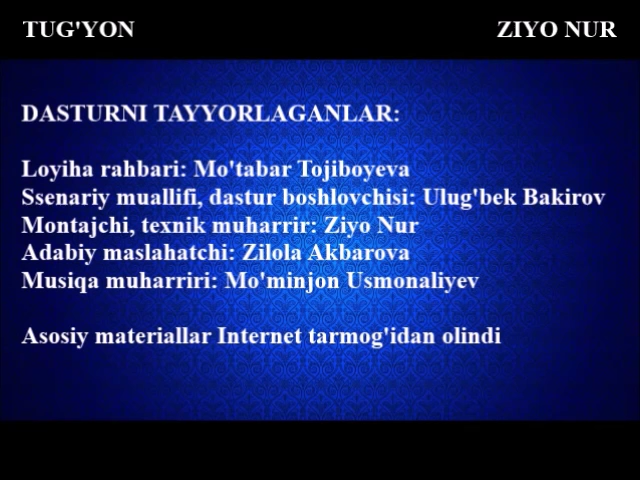 TUG'YON
ZIYO NUR
DASTURNI TAYYORLAGANLAR:
Loyiha rahbari: Mo'tabar Tojiboyeva
Ssenariy muallifi, dastur boshlovchisi: Ulug'bek Bakirov
Montajchi, texnik muharrir: Ziyo Nur
Adabiy maslahatchi: Zilola Akbarova
Musiqa muharriri: Mo'minjon Usmonaliyev
Asosiy materiallar Internet tarmog'idan olindi